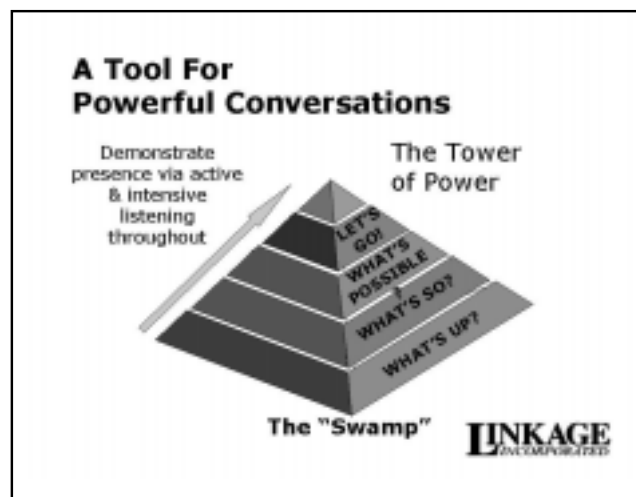 A Tool For
Powerful Conversations
Demonstrate
presence via active
& intensive
listening
throughout
The Tower
of Power
LET'S
GO!
WHAT'S
POSSIBLE
?
WHAT'S SO?
WHAT'S UP?
The "Swamp"
LINKAGE
INCORPORATED